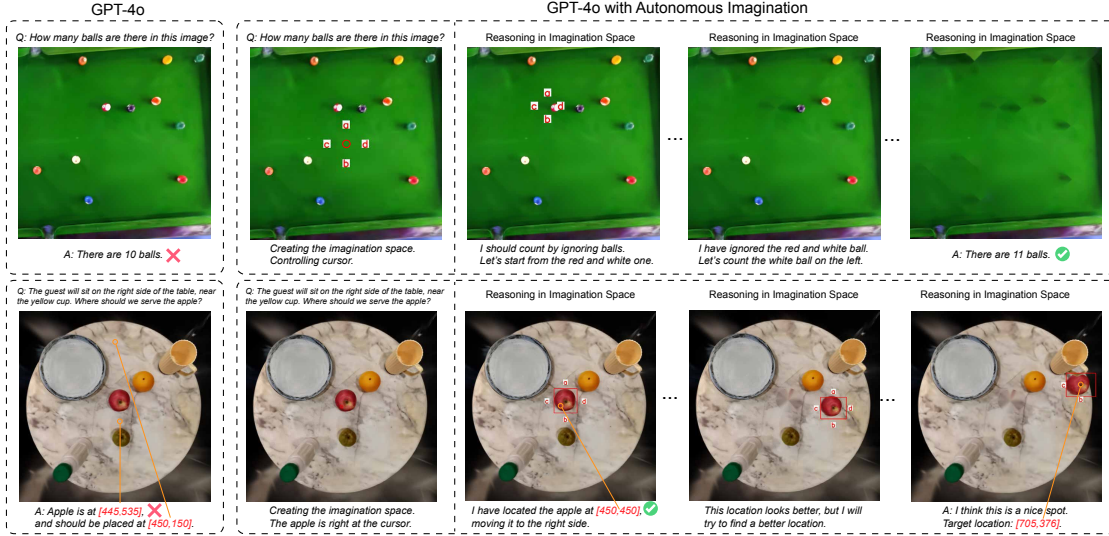 GPT-4o
GPT-4o with Autonomous Imagination
Q: How many balls are there in this image?
A: There are 10 balls.
Q: How many balls are there in this image?
a
c
d
b
Creating the imagination space.
Controlling cursor.
Reasoning in Imagination Space
a
c
d
b
I should count by ignoring balls.
Let's start from the red and white one.
...
Reasoning in Imagination Space
I have ignored the red and white ball.
Let's count the white ball on the left.
...
Reasoning in Imagination Space
A: There are 11 balls.
Q: The guest will sit on the right side of the table, near
the yellow cup. Where should we serve the apple?
A: Apple is at [445,535],
and should be placed at [450,150].
Q: The guest will sit on the right side of the table, near
the yellow cup. Where should we serve the apple?
Creating the imagination space.
The apple is right at the cursor.
Reasoning in Imagination Space
a
c
d
b
I have located the apple at [450,450],
moving it to the right side.
...
Reasoning in Imagination Space
a
c
d
b
This location looks better, but I will
try to find a better location.
...
Reasoning in Imagination Space
c
b
A: I think this is a nice spot.
Target location: [705,376].